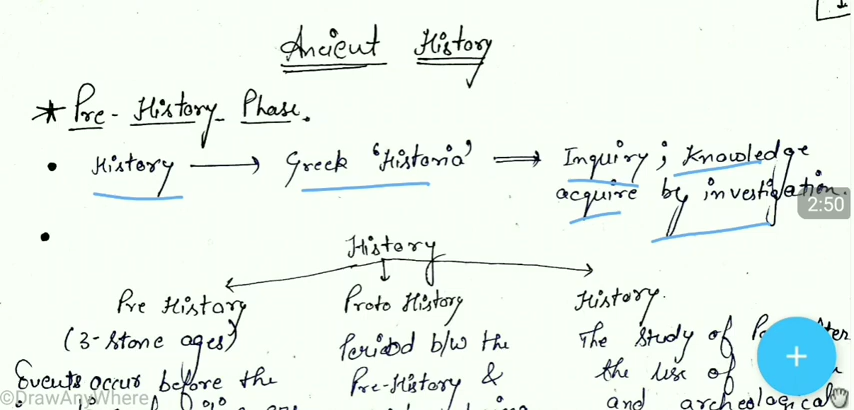 Ancient History
* Pre - History Phase.
• History → Greek 'Historia' ⇒ Inquiry ; Knowledge
acquire by investigation.
2:50
• History
Pre History Proto History History.
(3-stone ages) Period b/w the The study of
Events occur before the Pre-History & the use of
and archeological
©DrawAnyWhere